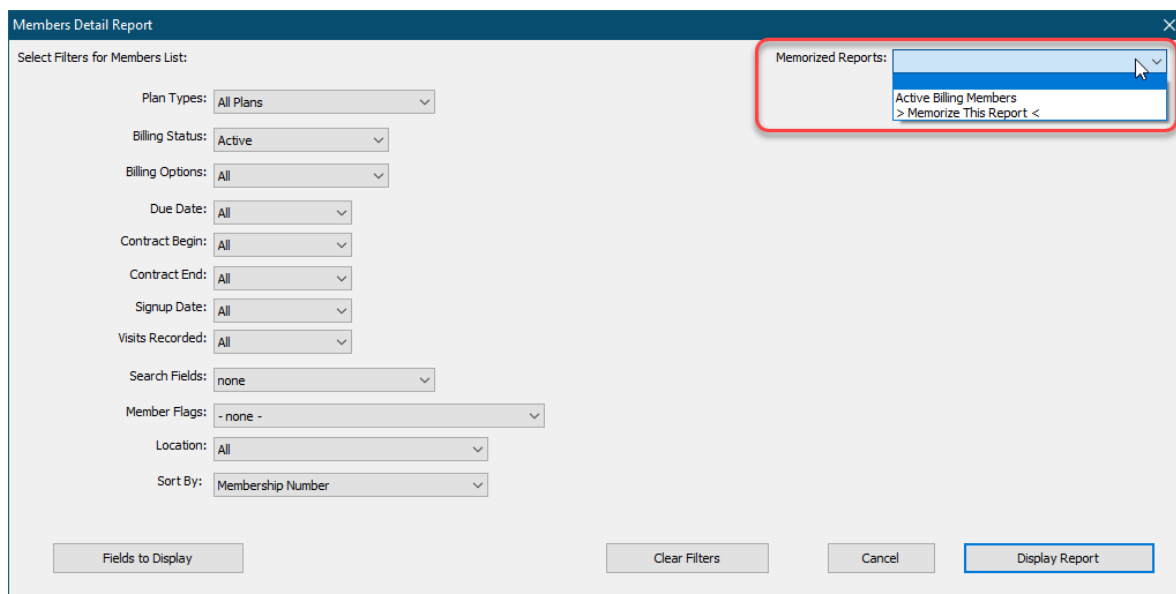 Members Detail Report
Select Filters for Members List:
Memorized Reports:
Active Billing Members
> Memorize This Report <
Plan Types: All Plans
Billing Status: Active
Billing Options: All
Due Date: All
Contract Begin: All
Contract End: All
Signup Date: All
Visits Recorded: All
Search Fields: none
Member Flags: - none -
Location: All
Sort By: Membership Number
Fields to Display
Clear Filters
Cancel
Display Report